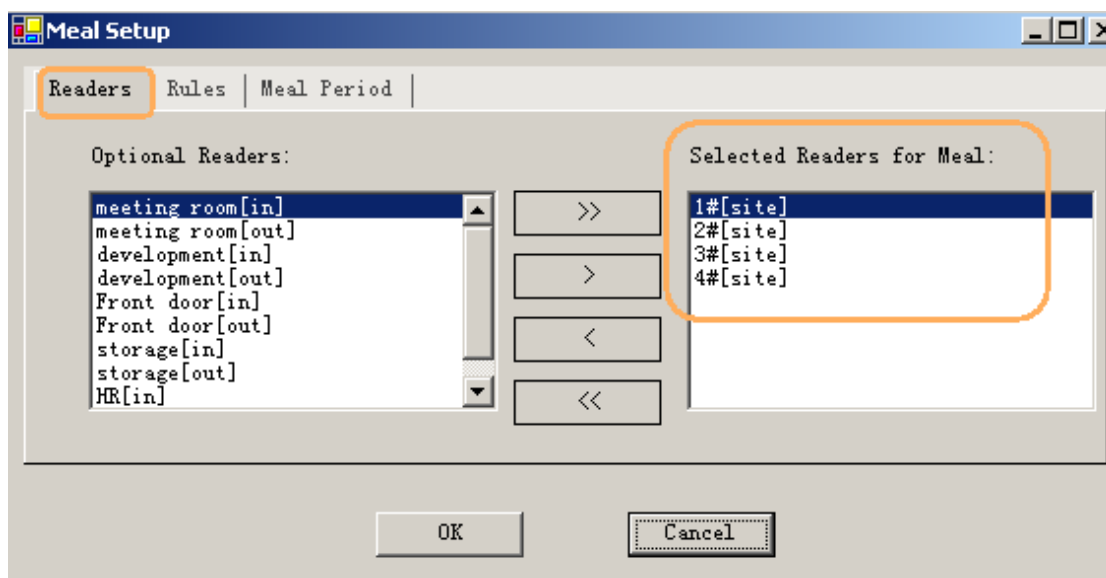 Meal Setup
Readers Rules Meal Period
Optional Readers:
meeting room[in]
meeting room[out]
development[in]
development[out]
Front door[in]
Front door[out]
storage[in]
storage[out]
HR[in]
>>
>
<
<<
Selected Readers for Meal:
1#[site]
2#[site]
3#[site]
4#[site]
OK Cancel